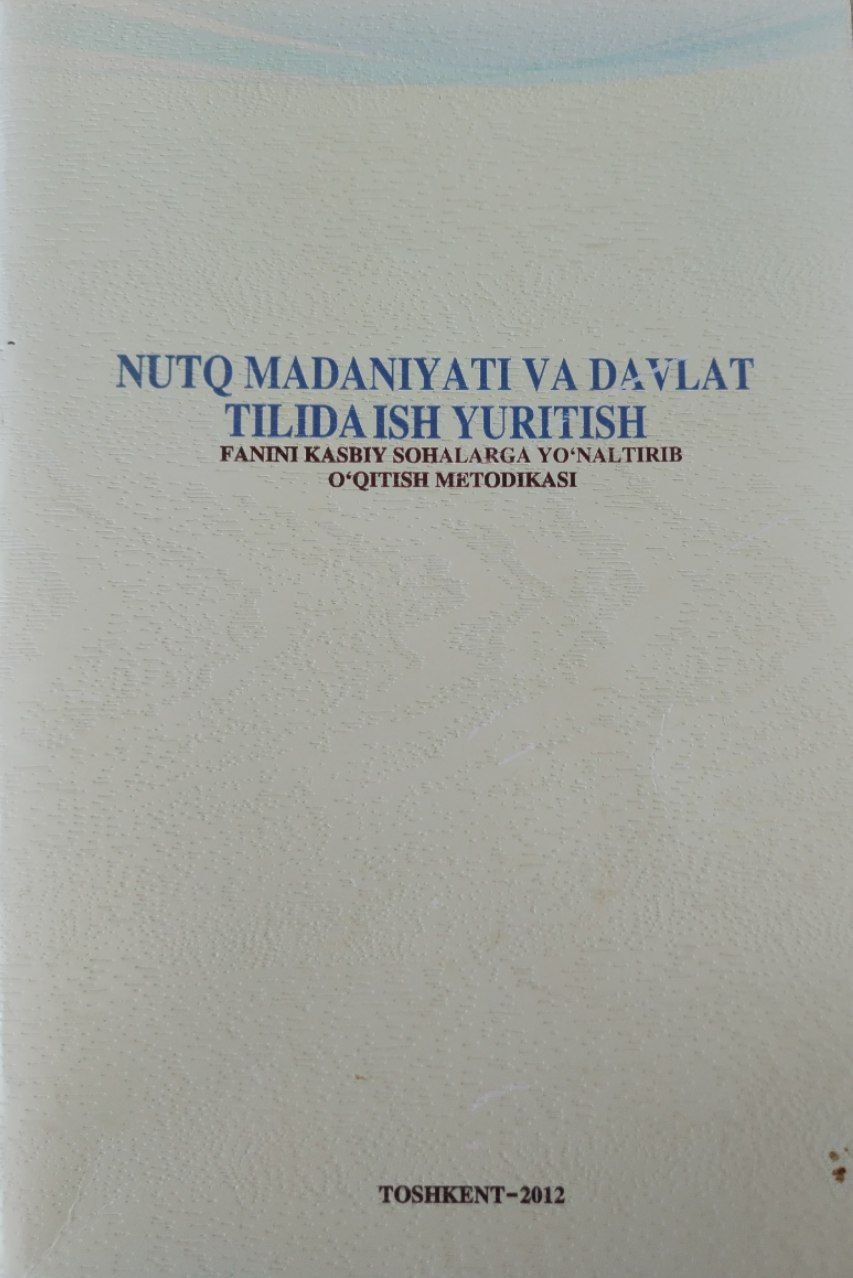 NUTQ MADANIYATI VA DAVLAT
TILIDA ISH YURITISH
FANINI KASBIY SOHALARGA YO‘NALTIRIB
O‘QITISH METODIKASI
TOSHKENT-2012